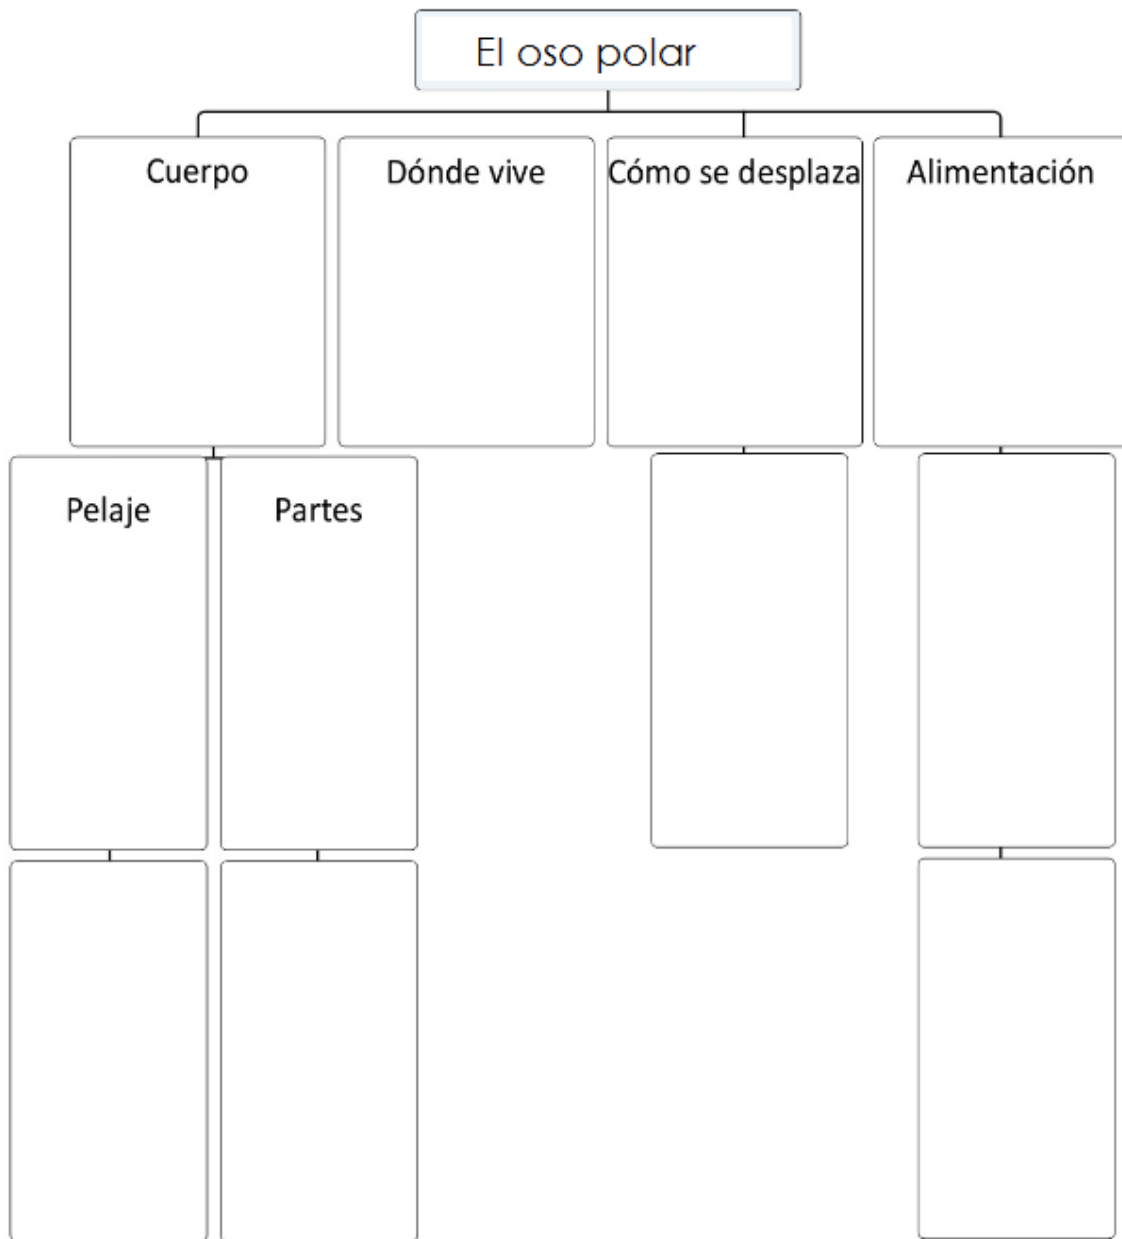 El oso polar
Cuerpo
Dónde vive
Cómo se desplaza
Alimentación
Pelaje
Partes